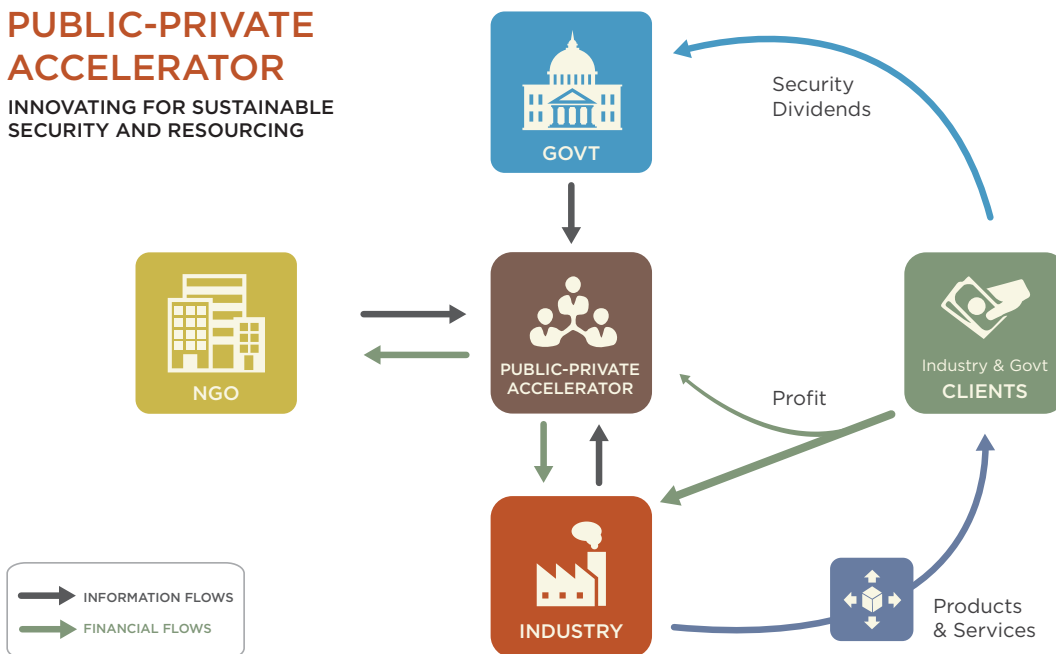 PUBLIC-PRIVATE
ACCELERATOR
INNOVATING FOR SUSTAINABLE
SECURITY AND RESOURCING
GOVT
Security
Dividends
NGO
PUBLIC-PRIVATE
ACCELERATOR
Profit
Industry & Govt
CLIENTS
INDUSTRY
Products
& Services
INFORMATION FLOWS
FINANCIAL FLOWS